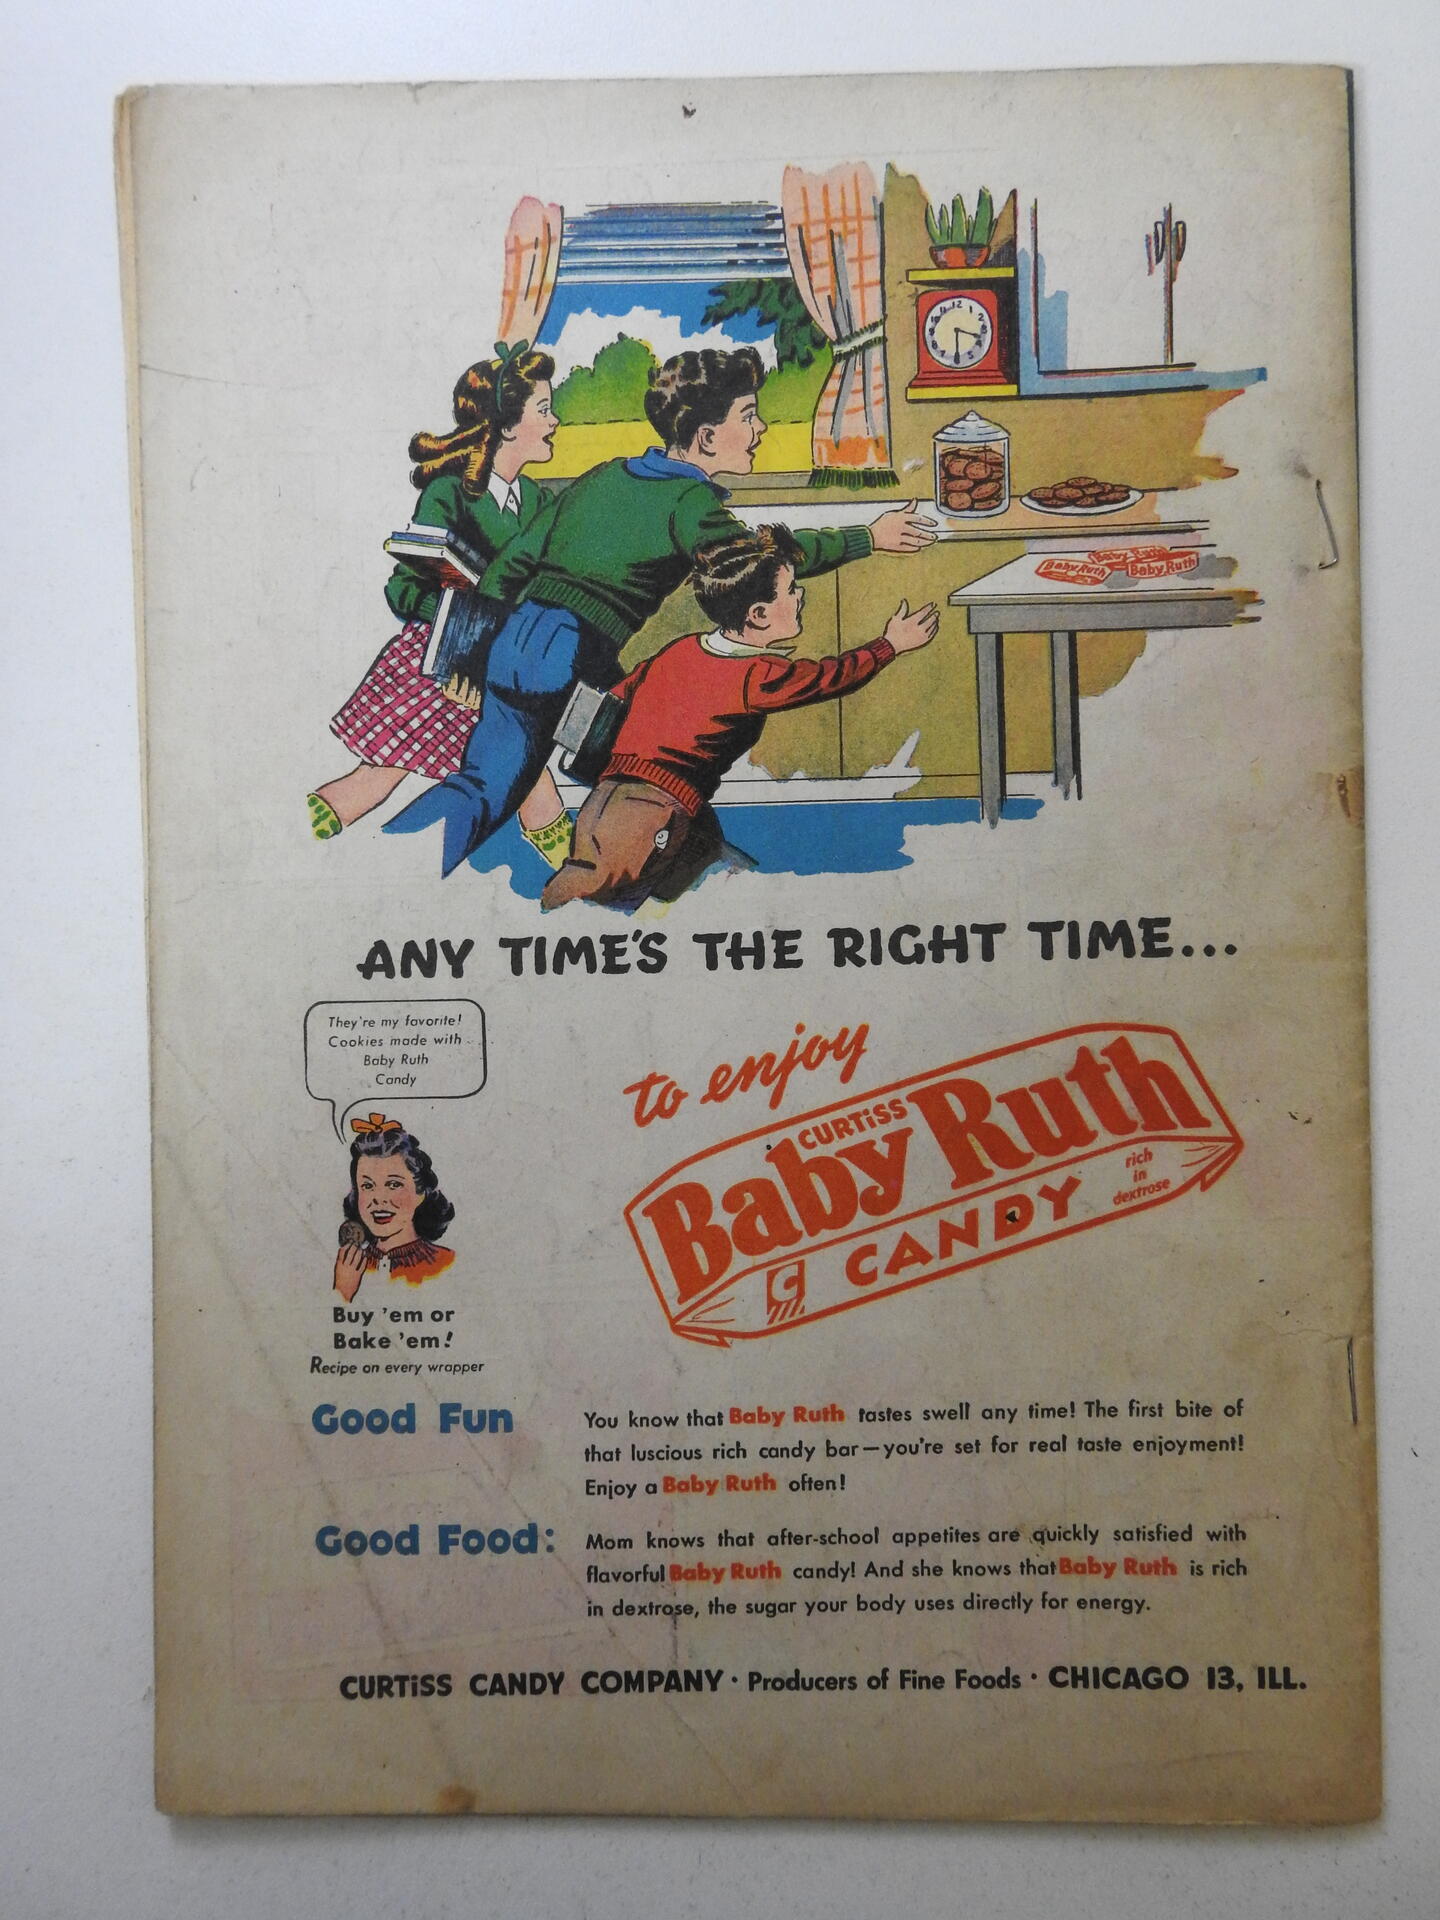 12
Baby Ruth
Baby Ruth
Baby Ruth
ANY TIME'S THE RIGHT TIME...
They're my favorite!
Cookies made with
Baby Ruth
Candy
to enjoy
CURTiSS
Baby Ruth
CANDY
rich
in
dextrose
C
Buy 'em or
Bake 'em!
Recipe on every wrapper
Good Fun
You know that Baby Ruth tastes swell any time! The first bite of
that luscious rich candy bar—you're set for real taste enjoyment!
Enjoy a Baby Ruth often!
Good Food:
Mom knows that after-school appetites are quickly satisfied with
flavorful Baby Ruth candy! And she knows that Baby Ruth is rich
in dextrose, the sugar your body uses directly for energy.
CURTiSS CANDY COMPANY · Producers of Fine Foods · CHICAGO 13, ILL.